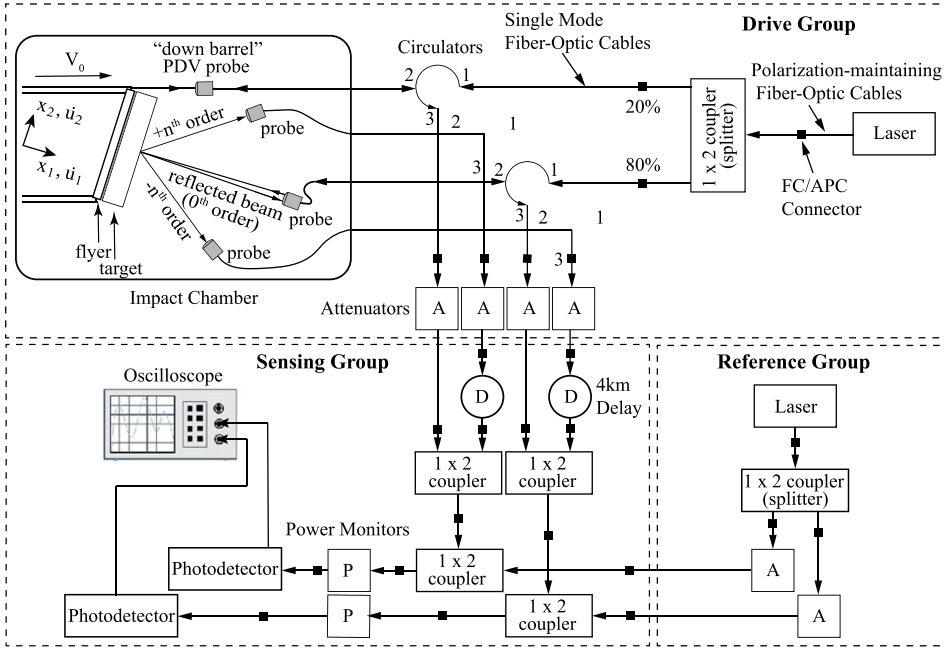 Single Mode
Fiber-Optic Cables
Drive Group
"down barrel"
PDV probe
Circulators
V0
2
1
Polarization-maintaining
Fiber-Optic Cables
20%
x2, u̇2
+nth order
probe
3
2
1
1 x 2 coupler
(splitter)
Laser
x1, u̇1
80%
3
2
1
reflected beam
(0th order)
probe
FC/APC
Connector
-nth order
3
2
1
flyer
target
probe
3
Impact Chamber
Attenuators
A
A
A
A
Sensing Group
Reference Group
Oscilloscope
D
D
4km
Delay
Laser
1 x 2
coupler
1 x 2
coupler
1 x 2 coupler
(splitter)
Power Monitors
Photodetector
P
1 x 2
coupler
A
Photodetector
P
1 x 2
coupler
A